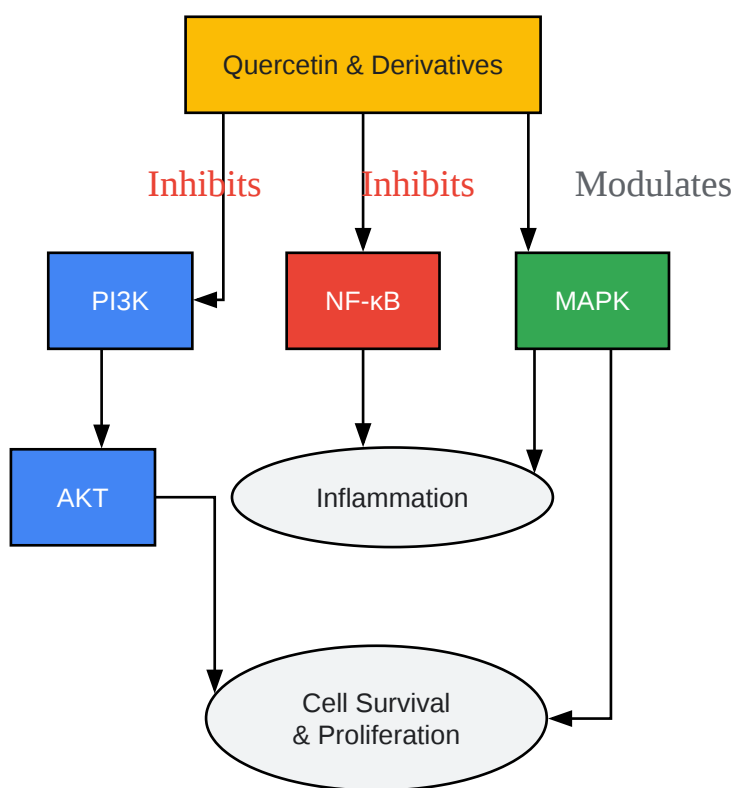 Quercetin & Derivatives
Inhibits
Inhibits
Modulates
PI3K
NF-κB
MAPK
AKT
Inflammation
Cell Survival
& Proliferation